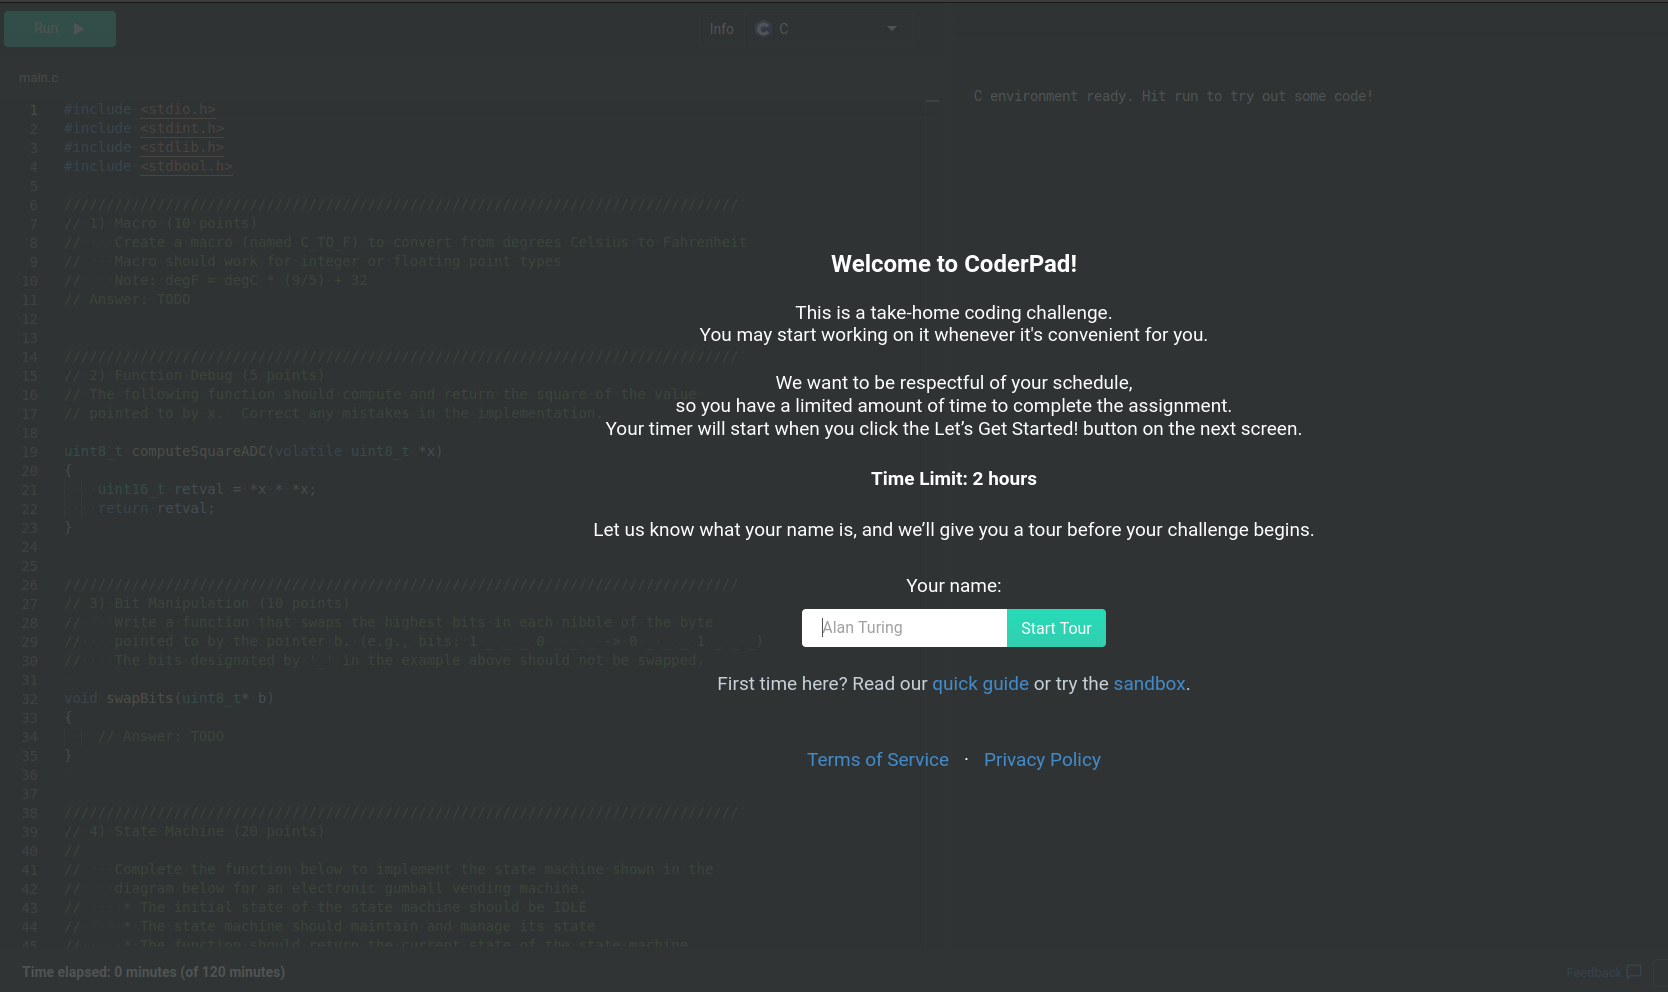 Run
Info
C
main.c
C environment ready. Hit run to try out some code!
1 #include <stdio.h>
2 #include <stdint.h>
3 #include <stdlib.h>
4 #include <stdbool.h>
5
6 ////////////////////////////////////////////////////////////////////////////////
7 // 1) Macro (10 points)
8 //    Create a macro (named C_TO_F) to convert from degrees Celsius to Fahrenheit
9 //    Macro should work for integer or floating point types
10 //    Note: degF = degC * (9/5) + 32
11 // Answer: TODO
12
13
14 ////////////////////////////////////////////////////////////////////////////////
15 // 2) Function Debug (5 points)
16 // The following function should compute and return the square of the value
17 // pointed to by x.  Correct any mistakes in the implementation.
18
19 uint8_t computeSquareADC(volatile uint8_t *x)
20 {
21     uint16_t retval = *x * *x;
22     return retval;
23 }
24
25
26 ////////////////////////////////////////////////////////////////////////////////
27 // 3) Bit Manipulation (10 points)
28 //    Write a function that swaps the highest bits in each nibble of the byte
29 //    pointed to by the pointer b. (e.g., bits: 1 _ _ _ 0 _ _ _ -> 0 _ _ _ 1 _ _ _)
30 //    The bits designated by '_' in the example above should not be swapped.
31
32 void swapBits(uint8_t* b)
33 {
34     // Answer: TODO
35 }
36
37
38 ////////////////////////////////////////////////////////////////////////////////
39 // 4) State Machine (20 points)
40 //
41 //    Complete the function below to implement the state machine shown in the
42 //    diagram below for an electronic gumball vending machine.
43 //     * The initial state of the state machine should be IDLE
44 //     * The state machine should maintain and manage its state
45 //     * The function should return the current state of the state machine
Welcome to CoderPad!
This is a take-home coding challenge.
You may start working on it whenever it's convenient for you.
We want to be respectful of your schedule,
so you have a limited amount of time to complete the assignment.
Your timer will start when you click the Let’s Get Started! button on the next screen.
Time Limit: 2 hours
Let us know what your name is, and we’ll give you a tour before your challenge begins.
Your name:
Alan Turing
Start Tour
First time here? Read our quick guide or try the sandbox.
Terms of Service · Privacy Policy
Time elapsed: 0 minutes (of 120 minutes)
Feedback